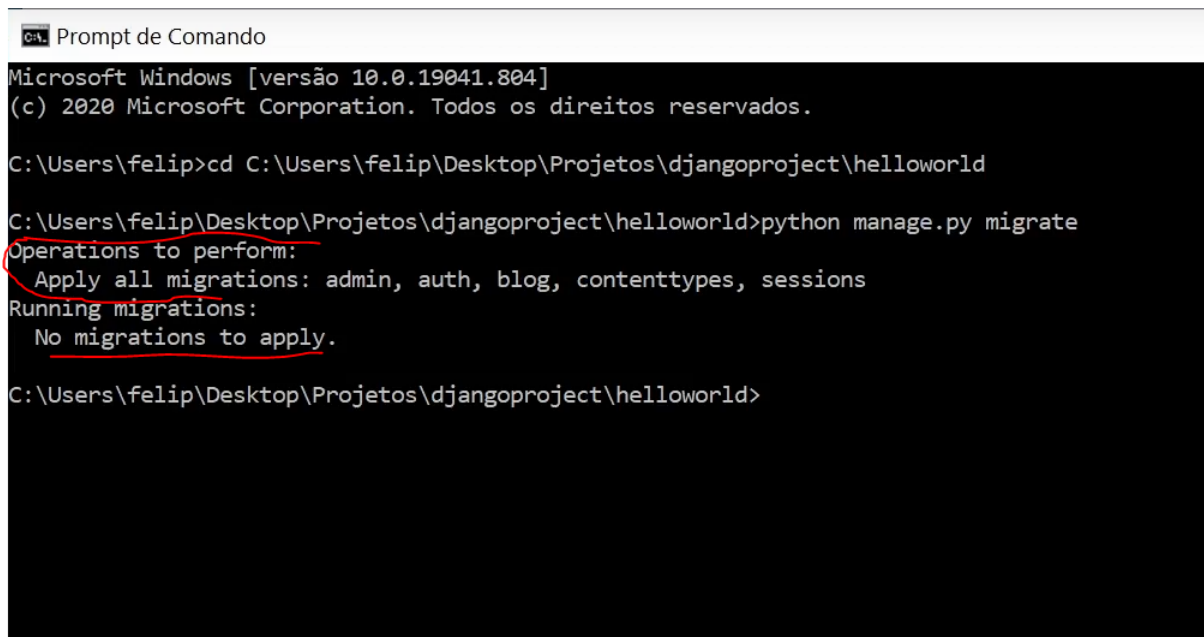 Prompt de Comando
Microsoft Windows [versão 10.0.19041.804]
(c) 2020 Microsoft Corporation. Todos os direitos reservados.
C:\Users\felip>cd C:\Users\felip\Desktop\Projetos\djangoproject\helloworld
C:\Users\felip\Desktop\Projetos\djangoproject\helloworld>python manage.py migrate
Operations to perform:
  Apply all migrations: admin, auth, blog, contenttypes, sessions
Running migrations:
  No migrations to apply.
C:\Users\felip\Desktop\Projetos\djangoproject\helloworld>